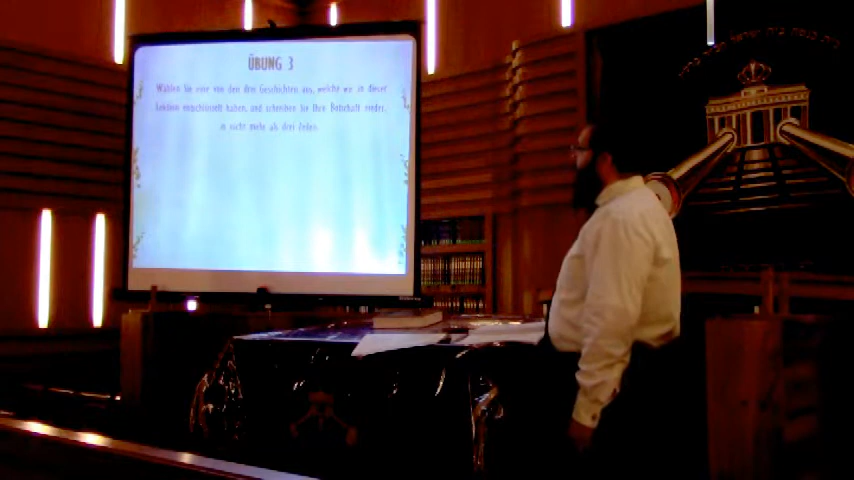 ÜBUNG 3
Wählen Sie eine von den drei Geschichten aus, welche wir in dieser
Lektion entschlüsselt haben, und schreiben Sie Ihre Botschaft nieder,
in nicht mehr als drei Zeilen.